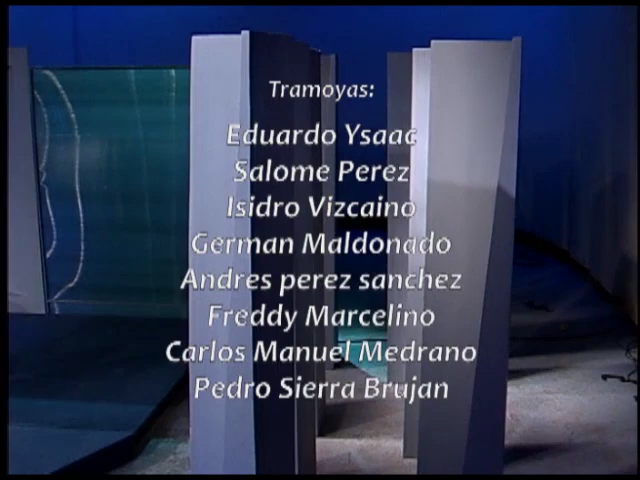 Tramoyas:
Eduardo Ysaac
Salome Perez
Isidro Vizcaino
German Maldonado
Andres perez sanchez
Freddy Marcelino
Carlos Manuel Medrano
Pedro Sierra Brujan